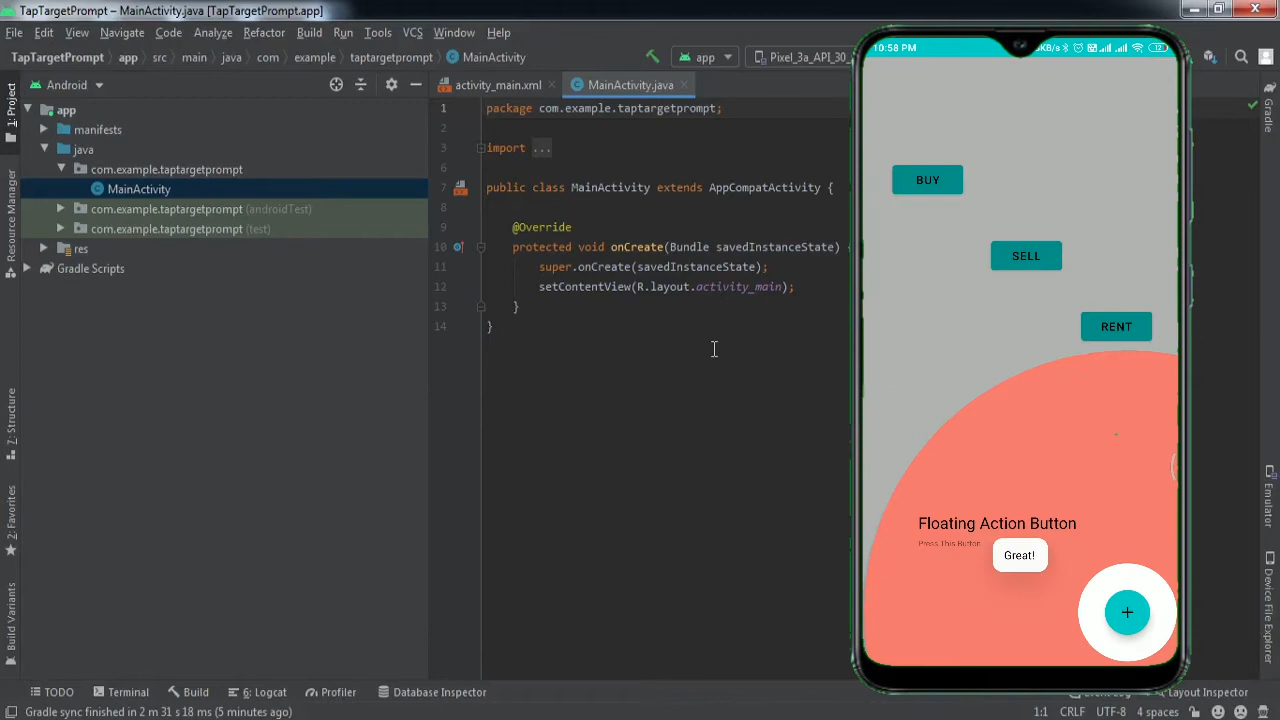 TapTargetPrompt – MainActivity.java [TapTargetPrompt.app]
File Edit View Navigate Code Analyze Refactor Build Run Tools VCS Window Help
TapTargetPrompt app src main java com example taptargetprompt MainActivity
app
Pixel_3a_API_30_
Android
activity_main.xml
MainActivity.java
1: Project
Resource Manager
7: Structure
2: Favorites
Build Variants
app
manifests
java
com.example.taptargetprompt
MainActivity
com.example.taptargetprompt (androidTest)
com.example.taptargetprompt (test)
res
Gradle Scripts
1 package com.example.taptargetprompt;
2
3 import ...
6
7 public class MainActivity extends AppCompatActivity {
8
9 @Override
10 protected void onCreate(Bundle savedInstanceState) {
11 super.onCreate(savedInstanceState);
12 setContentView(R.layout.activity_main);
13 }
14 }
10:58 PM
KB/s
12
BUY
SELL
RENT
Floating Action Button
Press This Button
Great!
+
Gradle
Emulator
Device File Explorer
TODO Terminal Build 6: Logcat Profiler Database Inspector
Layout Inspector
Gradle sync finished in 2 m 31 s 18 ms (5 minutes ago)
1:1 CRLF UTF-8 4 spaces